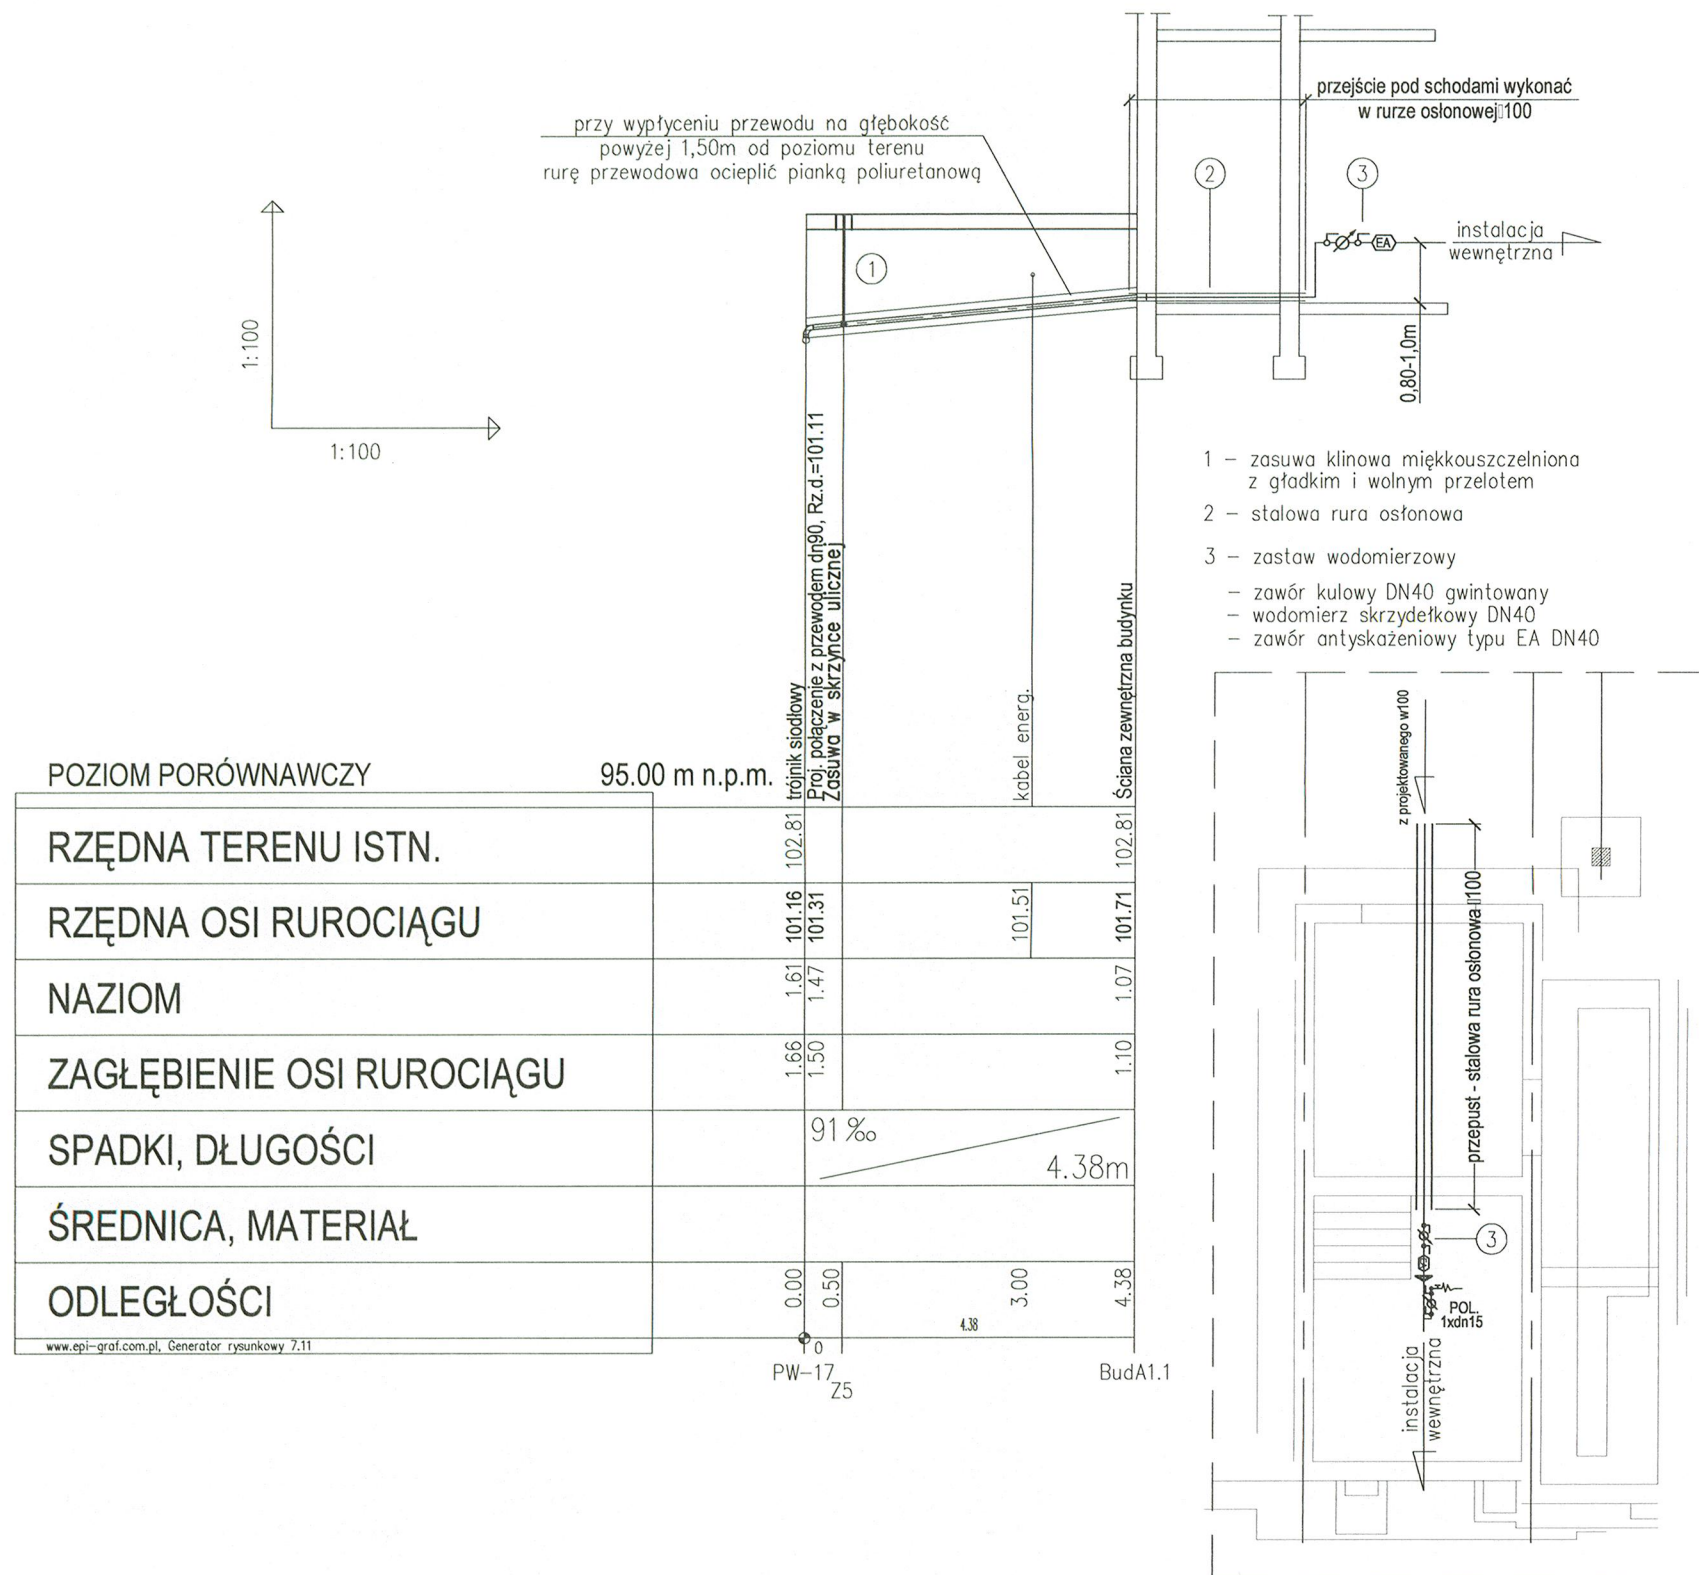 przejście pod schodami wykonać
w rurze osłonowej▯100
przy wypłyceniu przewodu na głębokość
powyżej 1,50m od poziomu terenu
rurę przewodowa ocieplić pianką poliuretanową
2
3
1
EA
instalacja
wewnętrzna
0,80-1,0m
1:100
1:100
1 – zasuwa klinowa miękkouszczelniona
z gładkim i wolnym przelotem
2 – stalowa rura osłonowa
3 – zastaw wodomierzowy
– zawór kulowy DN40 gwintowany
– wodomierz skrzydełkowy DN40
– zawór antyskażeniowy typu EA DN40
trójnik siodłowy
Proj. połączenie z przewodem dn90, Rz.d.=101.11
Zasuwa w skrzynce ulicznej
kabel energ.
Ściana zewnętrzna budynku
POZIOM PORÓWNAWCZY 95.00 m n.p.m.
RZĘDNA TERENU ISTN. 102.81 102.81
RZĘDNA OSI RUROCIĄGU 101.16 101.31 101.51 101.71
NAZIOM 1.61 1.47 1.07
ZAGŁĘBIENIE OSI RUROCIĄGU 1.66 1.50 1.10
SPADKI, DŁUGOŚCI 91‰ 4.38m
ŚREDNICA, MATERIAŁ
ODLEGŁOŚCI 0.00 0.50 3.00 4.38
4.38
www.epi-graf.com.pl, Generator rysunkowy 7.11
0
PW-17
Z5
BudA1.1
z projektowanego w100
przepust - stalowa rura osłonowa▯100
3
EA
POL.
1xdn15
instalacja
wewnętrzna